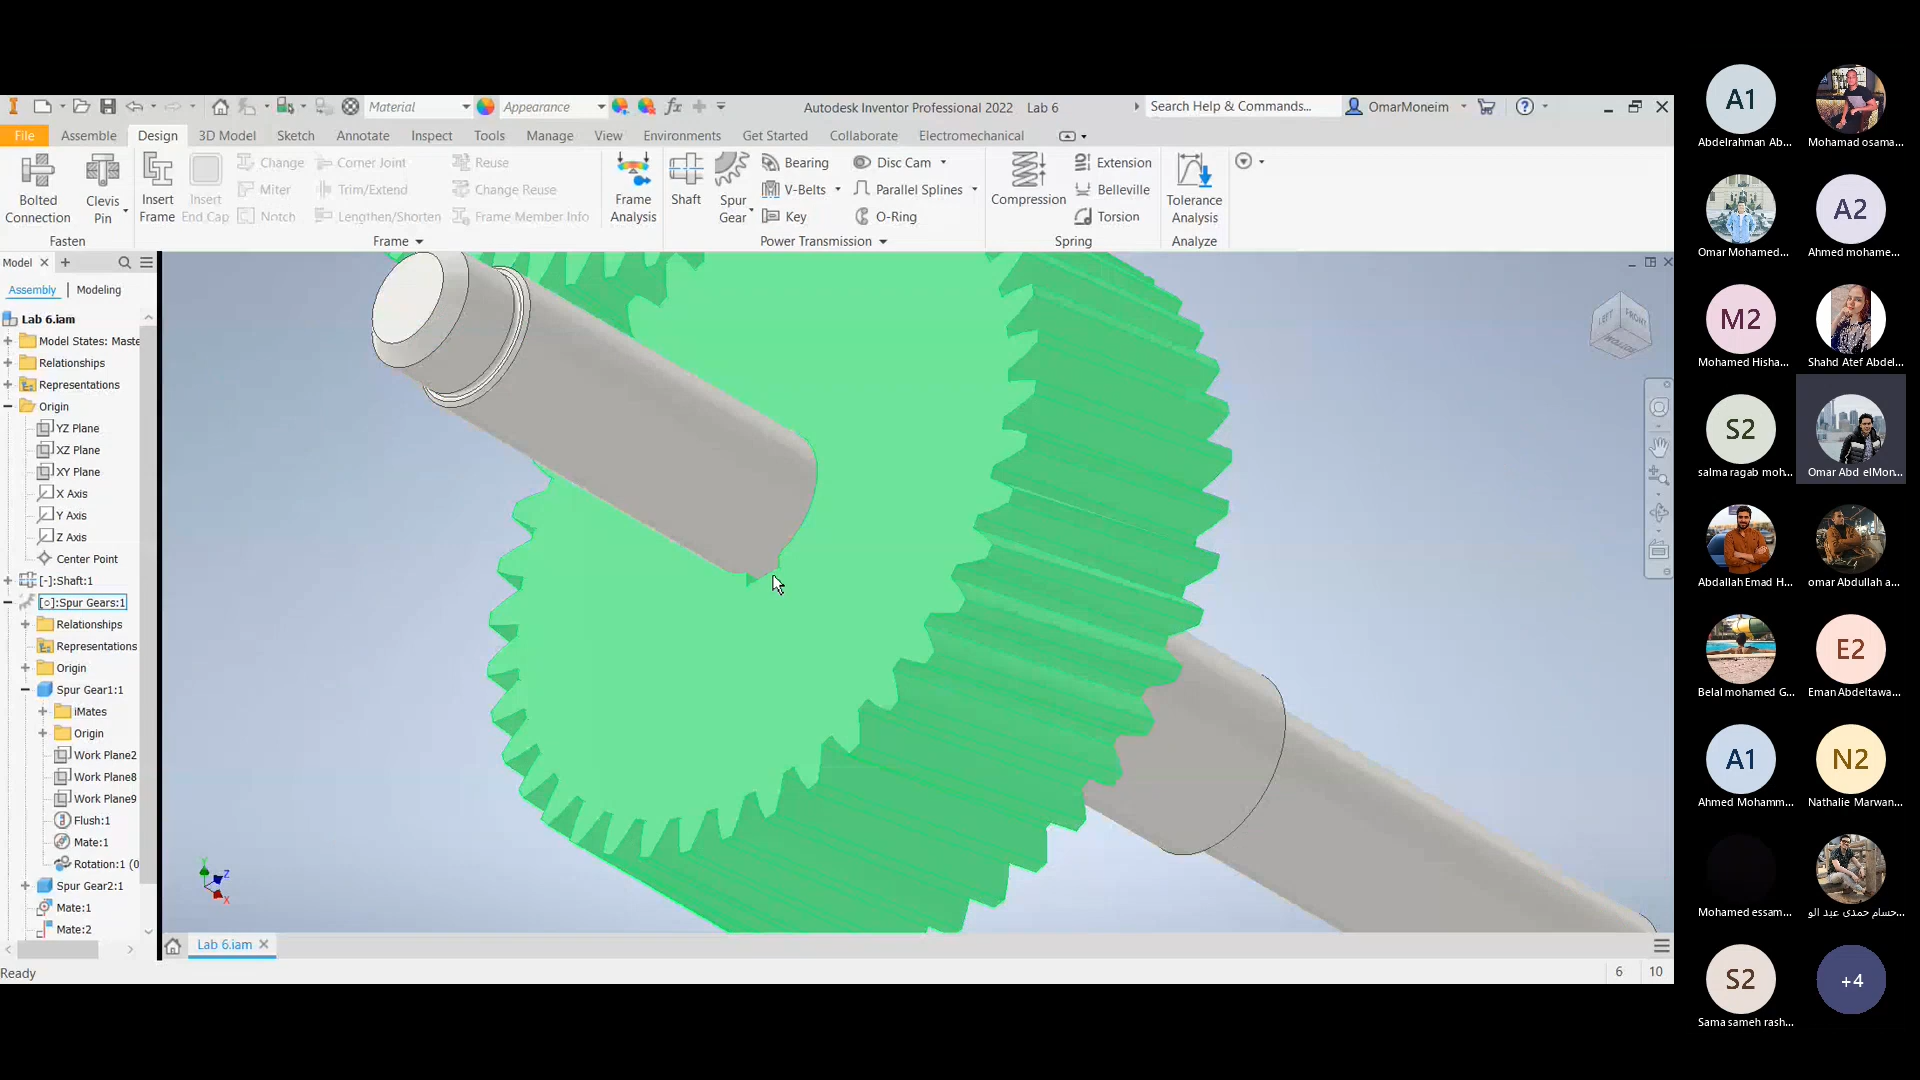 Material
Appearance
Autodesk Inventor Professional 2022 Lab 6
Search Help & Commands...
OmarMoneim
File
Assemble
Design
3D Model
Sketch
Annotate
Inspect
Tools
Manage
View
Environments
Get Started
Collaborate
Electromechanical
Bolted Connection
Clevis Pin
Insert Frame
Insert End Cap
Change
Miter
Notch
Corner Joint
Trim/Extend
Lengthen/Shorten
Reuse
Change Reuse
Frame Member Info
Frame Analysis
Shaft
Spur Gear
Bearing
V-Belts
Key
Disc Cam
Parallel Splines
O-Ring
Compression
Extension
Belleville
Torsion
Tolerance Analysis
Fasten
Frame
Power Transmission
Spring
Analyze
Model
Assembly
Modeling
Lab 6.iam
Model States: Maste
Relationships
Representations
Origin
YZ Plane
XZ Plane
XY Plane
X Axis
Y Axis
Z Axis
Center Point
[-]:Shaft:1
[○]:Spur Gears:1
Relationships
Representations
Origin
Spur Gear1:1
iMates
Origin
Work Plane2
Work Plane8
Work Plane9
Flush:1
Mate:1
Rotation:1 (0
Spur Gear2:1
Mate:1
Mate:2
LEFT
FRONT
BOTTOM
Y
Z
X
Lab 6.iam
Ready
6
10
A1
Abdelrahman Ab...
Mohamad osama...
Omar Mohamed...
A2
Ahmed mohame...
M2
Mohamed Hisha...
Shahd Atef Abdel...
S2
salma ragab moh...
Omar Abd elMon...
Abdallah Emad H...
omar Abdullah a...
Belal mohamed G...
E2
Eman Abdeltawa...
A1
Ahmed Mohamm...
N2
Nathalie Marwan...
Mohamed essam...
حسام حمدى عبد الو...
S2
Sama sameh rash...
+4